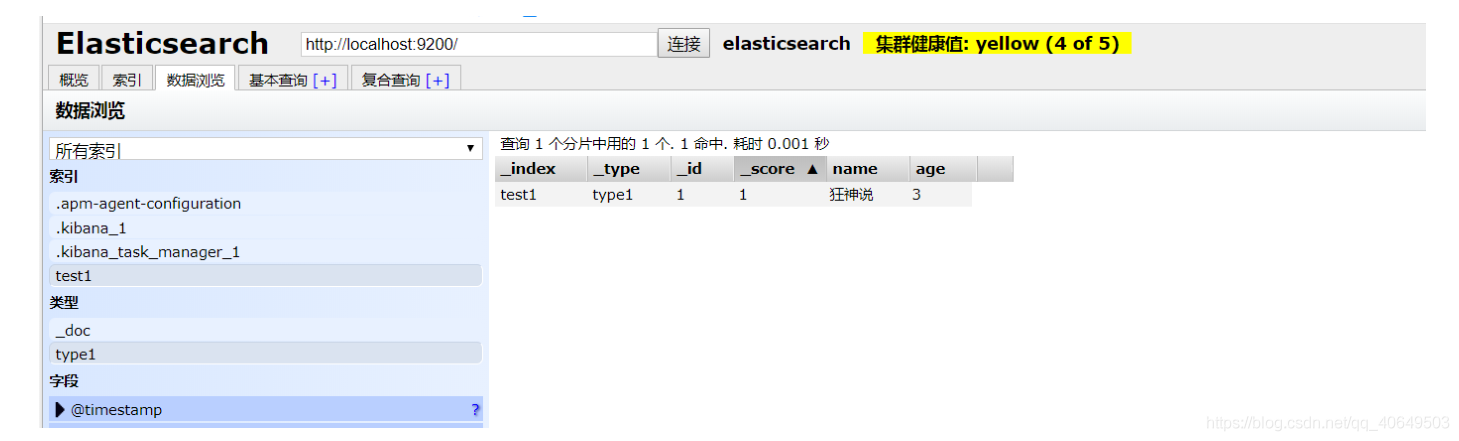 Elasticsearch http://localhost:9200/ 连接 elasticsearch 集群健康值: yellow (4 of 5)
概览 索引 数据浏览 基本查询 [+] 复合查询 [+]
数据浏览
所有索引 ▼
索引
.apm-agent-configuration
.kibana_1
.kibana_task_manager_1
test1
类型
_doc
type1
字段
▶ @timestamp ?
查询 1 个分片中用的 1 个. 1 命中. 耗时 0.001 秒
_index _type _id _score ▲ name age
test1 type1 1 1 狂神说 3
https://blog.csdn.net/qq_40649503